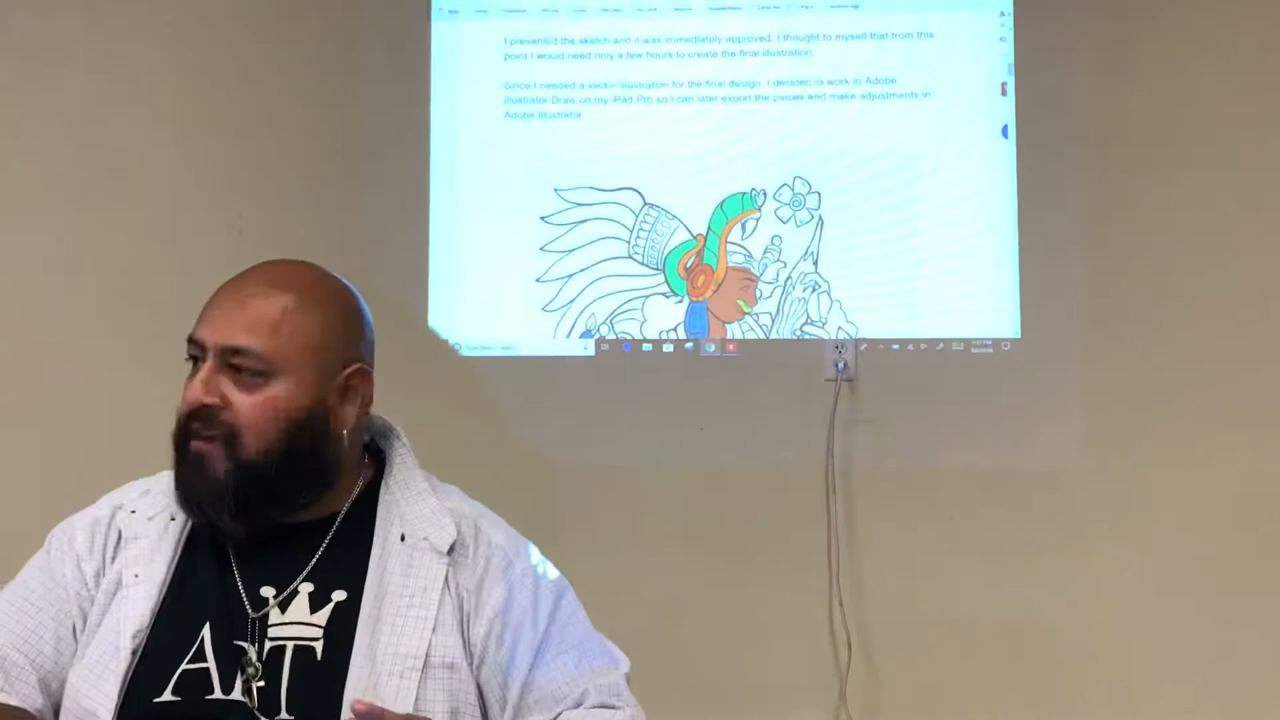 I presented the sketch and it was immediately approved. I thought to myself that from this
point I would need only a few hours to create the final illustration.
Since I needed a vector illustration for the final design, I decided to work in Adobe
Illustrator Draw on my iPad Pro so I can later export the pieces and make adjustments in
Adobe Illustrator.
ART